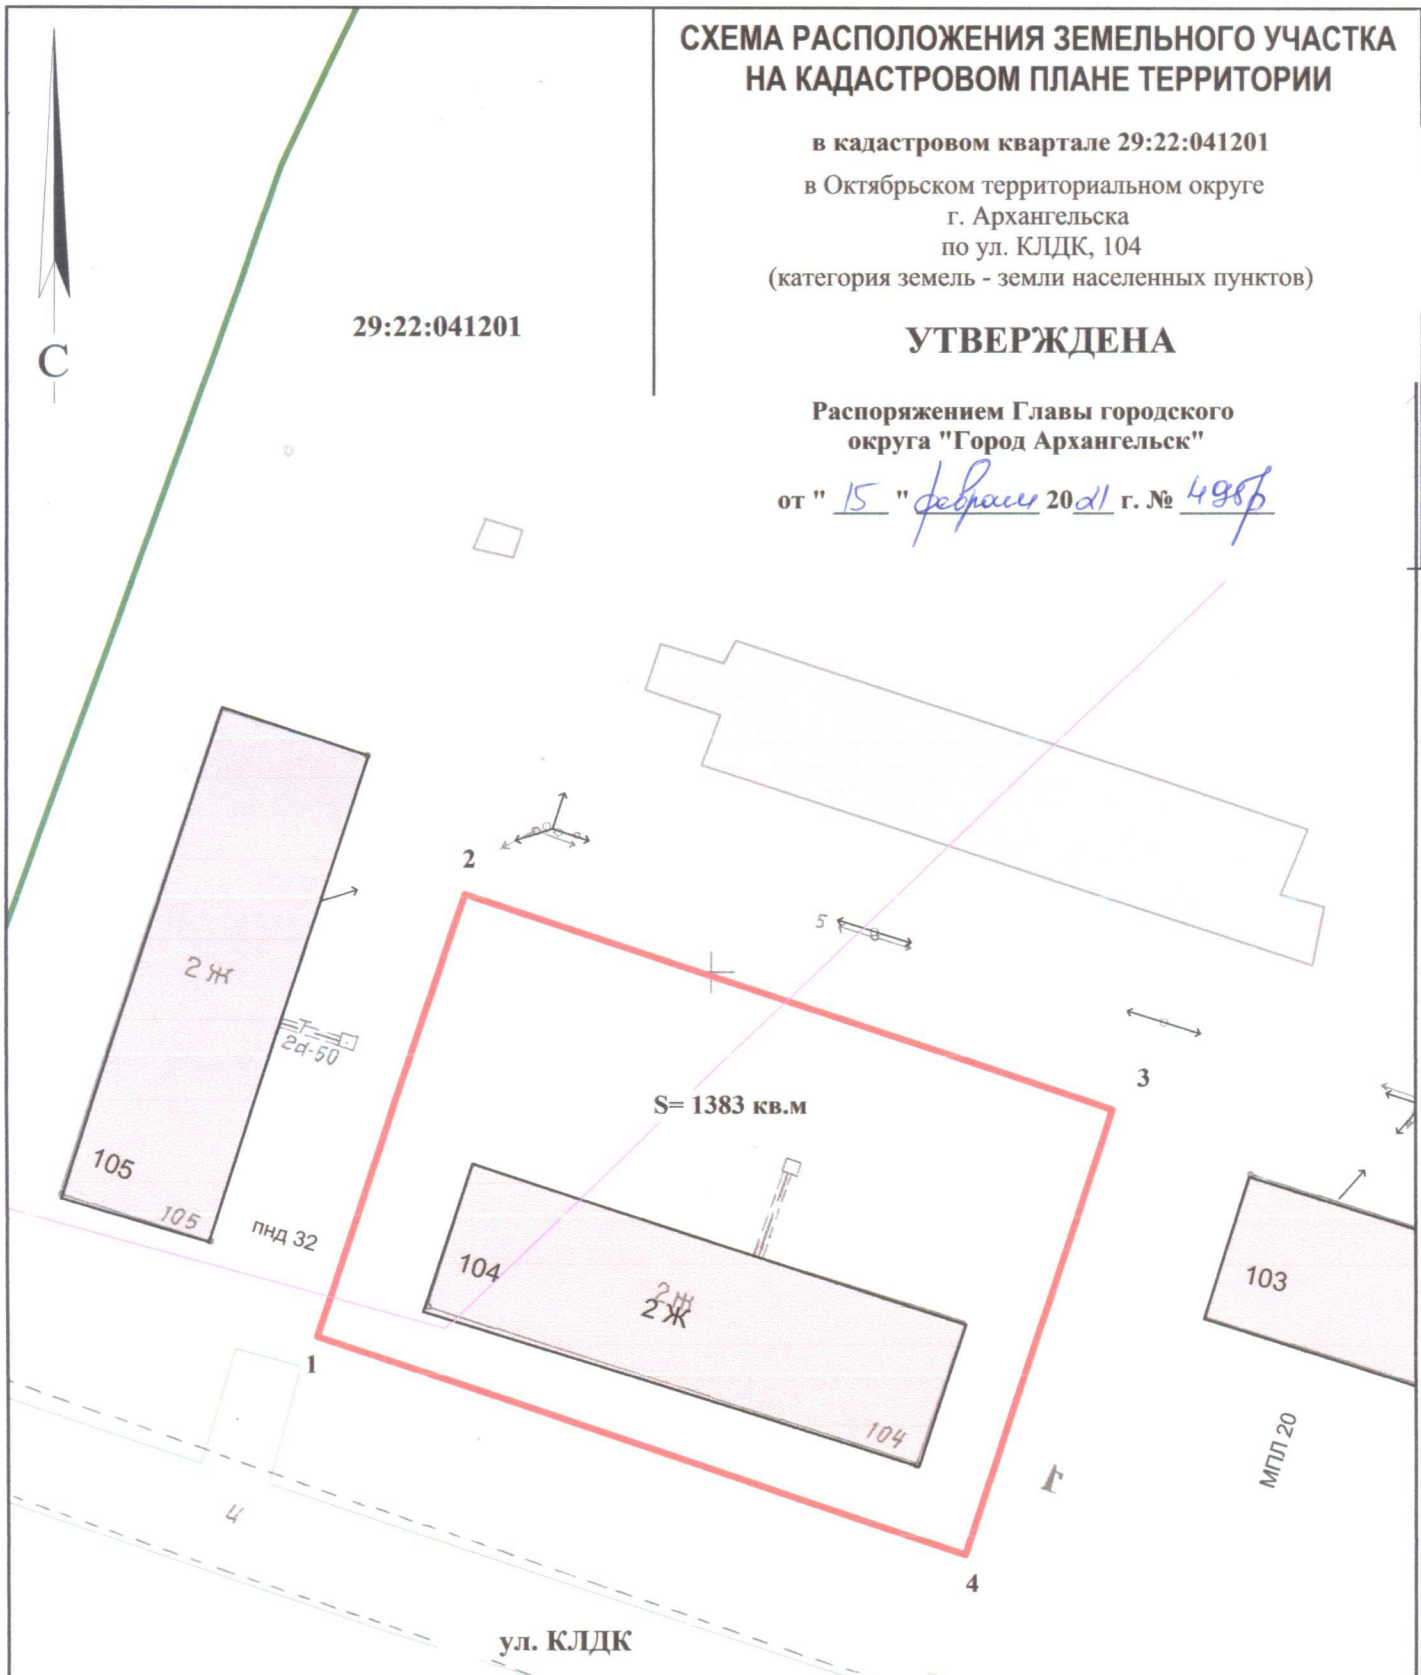 СХЕМА РАСПОЛОЖЕНИЯ ЗЕМЕЛЬНОГО УЧАСТКА
НА КАДАСТРОВОМ ПЛАНЕ ТЕРРИТОРИИ
в кадастровом квартале 29:22:041201
в Октябрьском территориальном округе
г. Архангельска
по ул. КЛДК, 104
(категория земель - земли населенных пунктов)
УТВЕРЖДЕНА
Распоряжением Главы городского
округа "Город Архангельск"
от " 15 " февраля 2021 г. № 498р
С
29:22:041201
2
5
2 Ж
Т
2d-50
3
S= 1383 кв.м
105
105
пнд 32
104
2 Ж
2 Ж
103
1
104
МПЛ 20
Г
ц
4
ул. КЛДК